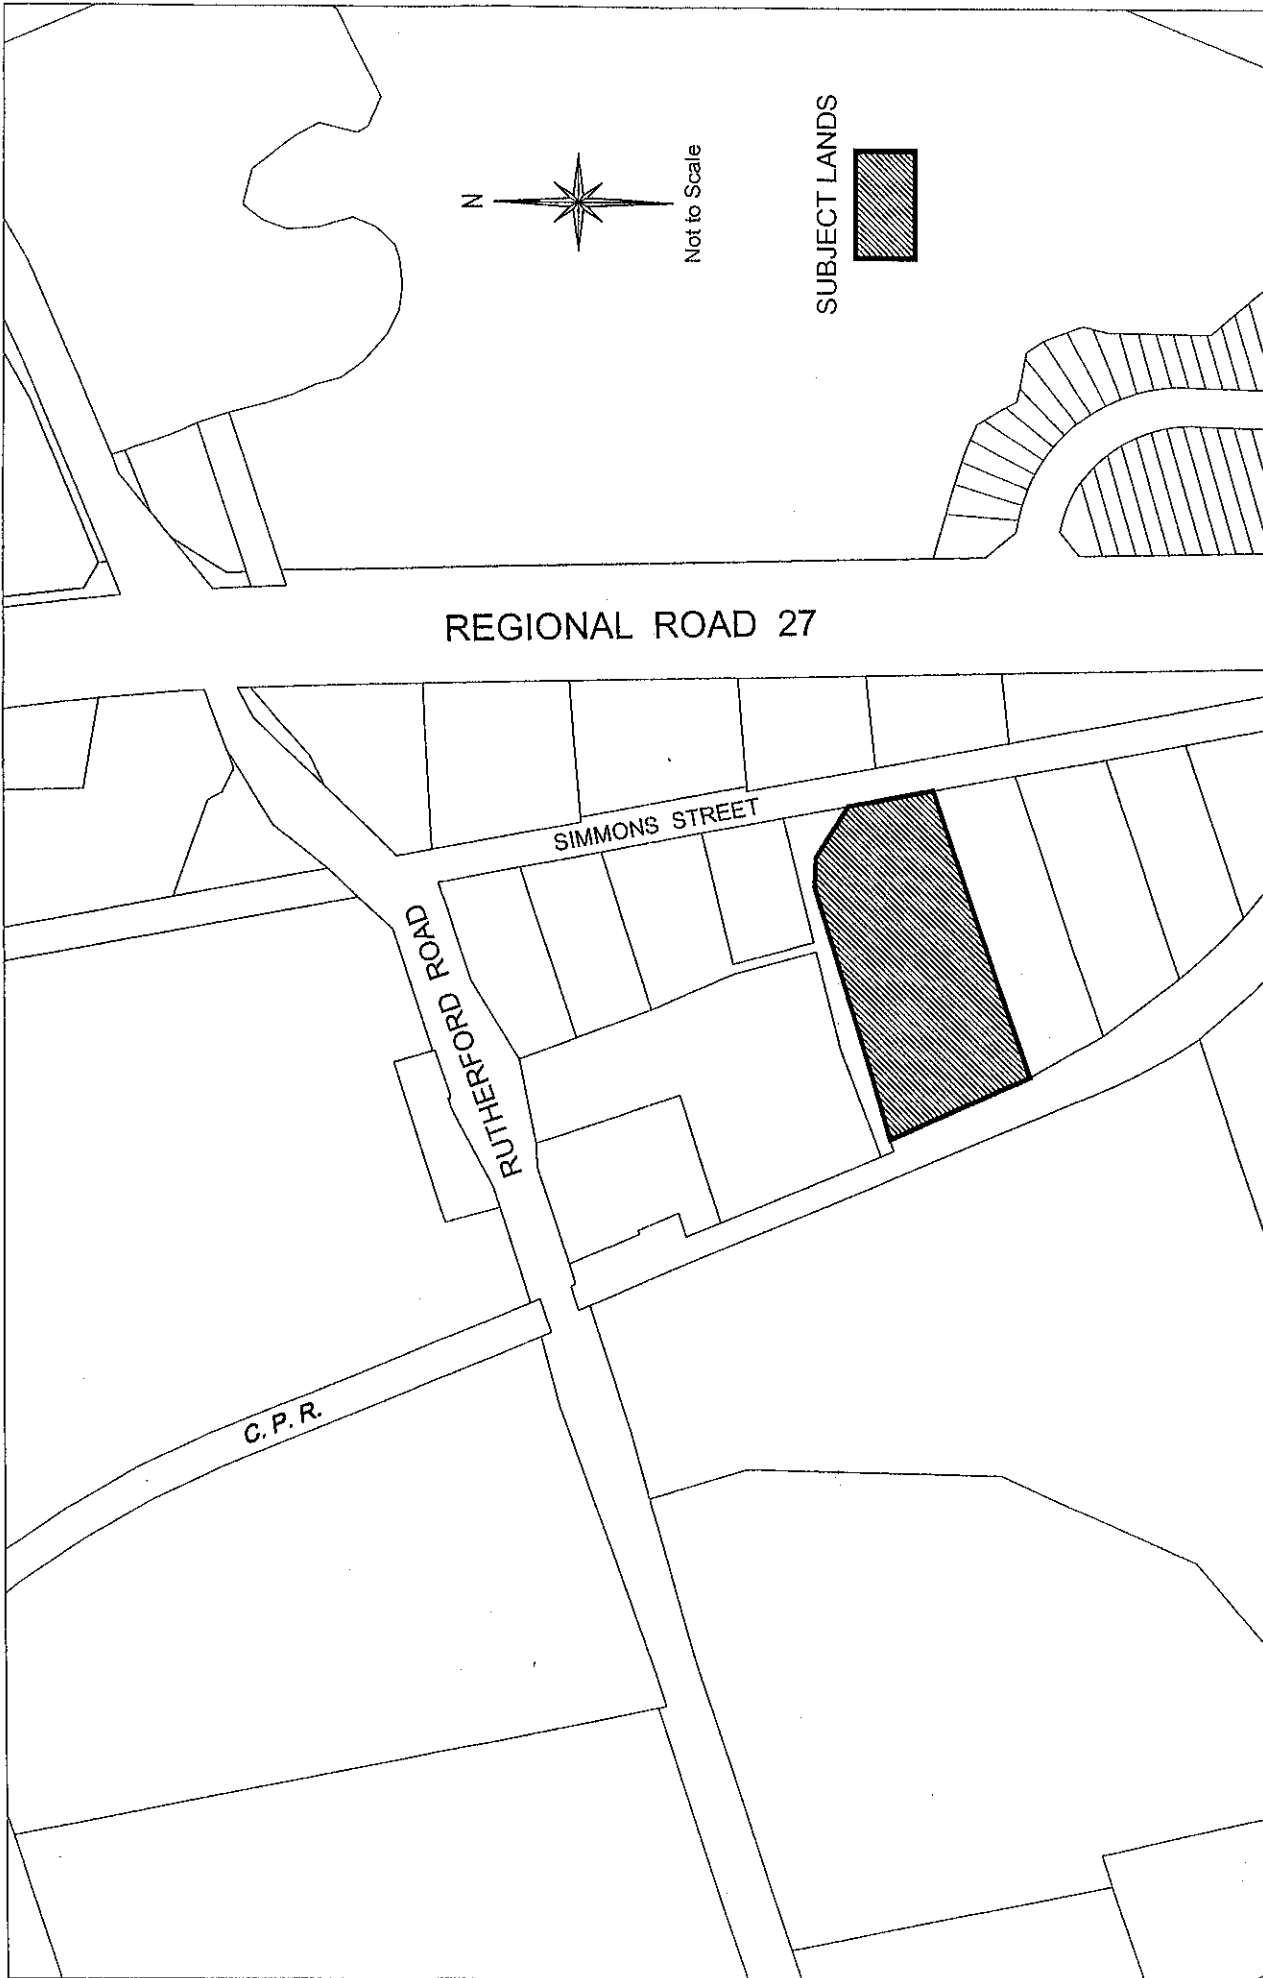 N
Not to Scale
SUBJECT LANDS
REGIONAL ROAD 27
SIMMONS STREET
RUTHERFORD ROAD
C.P.R.